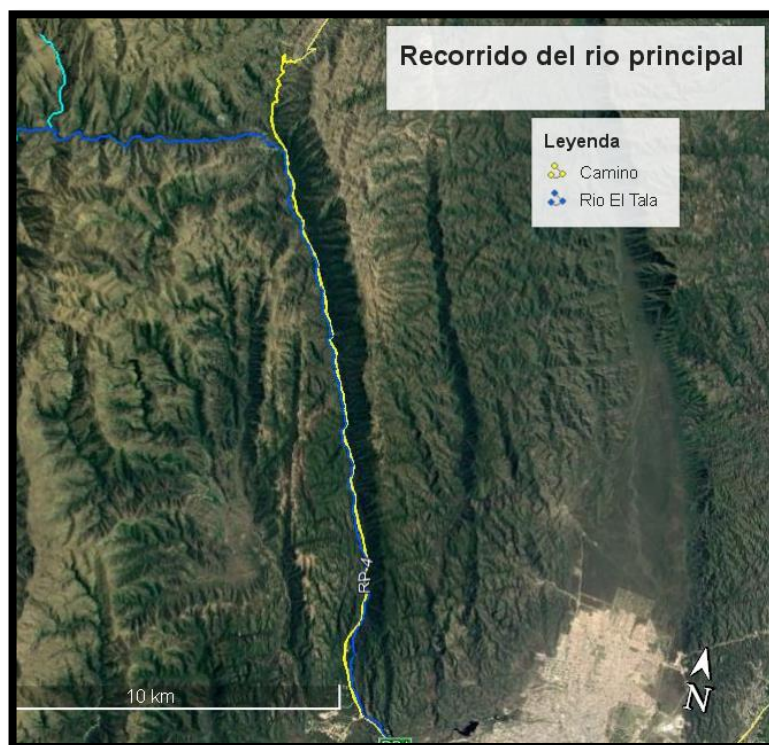 Recorrido del rio principal
Leyenda
Camino
Rio El Tala
RP-4
10 km
N